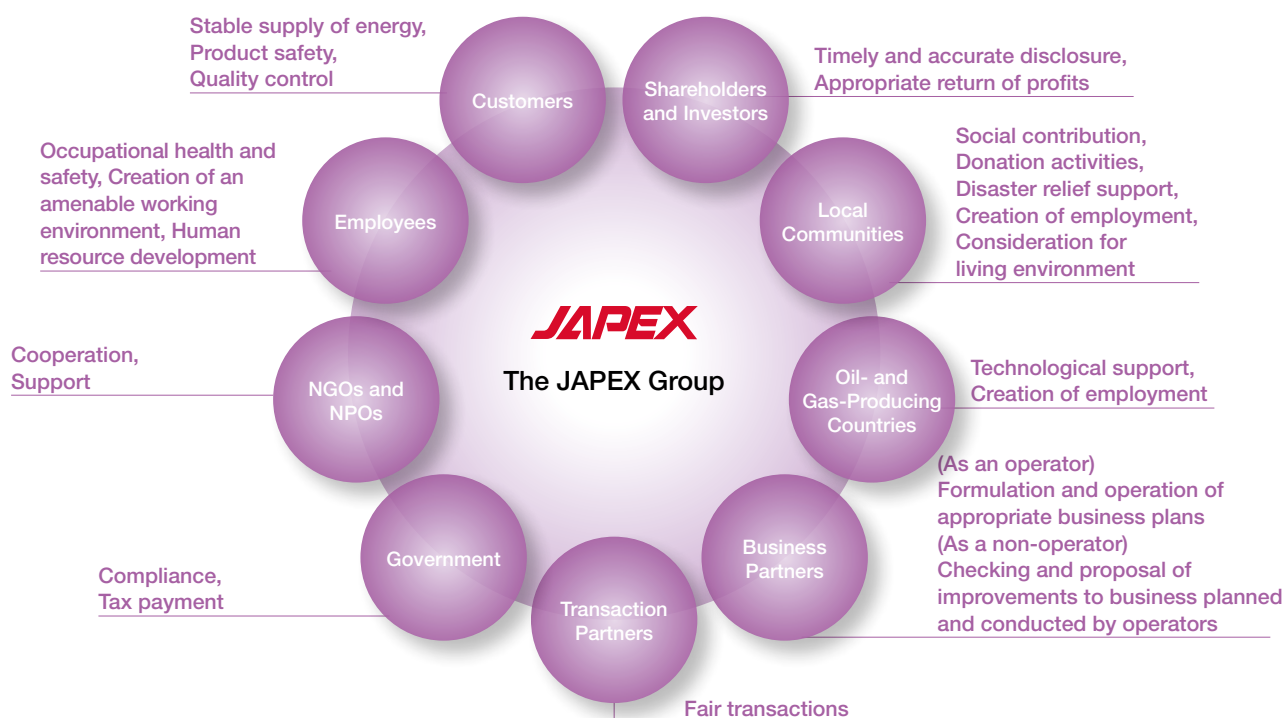 Stable supply of energy,
Product safety,
Quality control
Customers
Shareholders
and Investors
Timely and accurate disclosure,
Appropriate return of profits
Occupational health and
safety, Creation of an
amenable working
environment, Human
resource development
Employees
Local
Communities
Social contribution,
Donation activities,
Disaster relief support,
Creation of employment,
Consideration for
living environment
JAPEX
The JAPEX Group
Cooperation,
Support
NGOs and
NPOs
Oil- and
Gas-Producing
Countries
Technological support,
Creation of employment
Compliance,
Tax payment
Government
Transaction
Partners
Fair transactions
Business
Partners
(As an operator)
Formulation and operation of
appropriate business plans
(As a non-operator)
Checking and proposal of
improvements to business planned
and conducted by operators